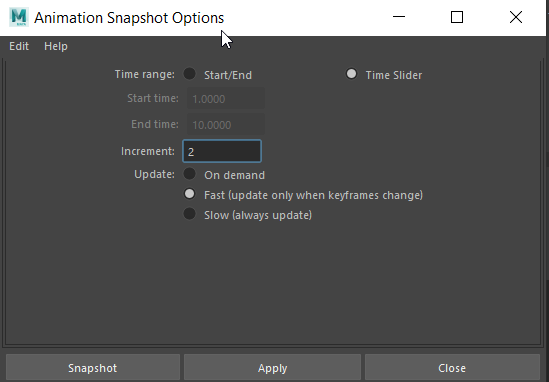 M Animation Snapshot Options
Edit Help
Time range: Start/End Time Slider
Start time: 1.0000
End time: 10.0000
Increment: 2
Update: On demand
Fast (update only when keyframes change)
Slow (always update)
Snapshot Apply Close